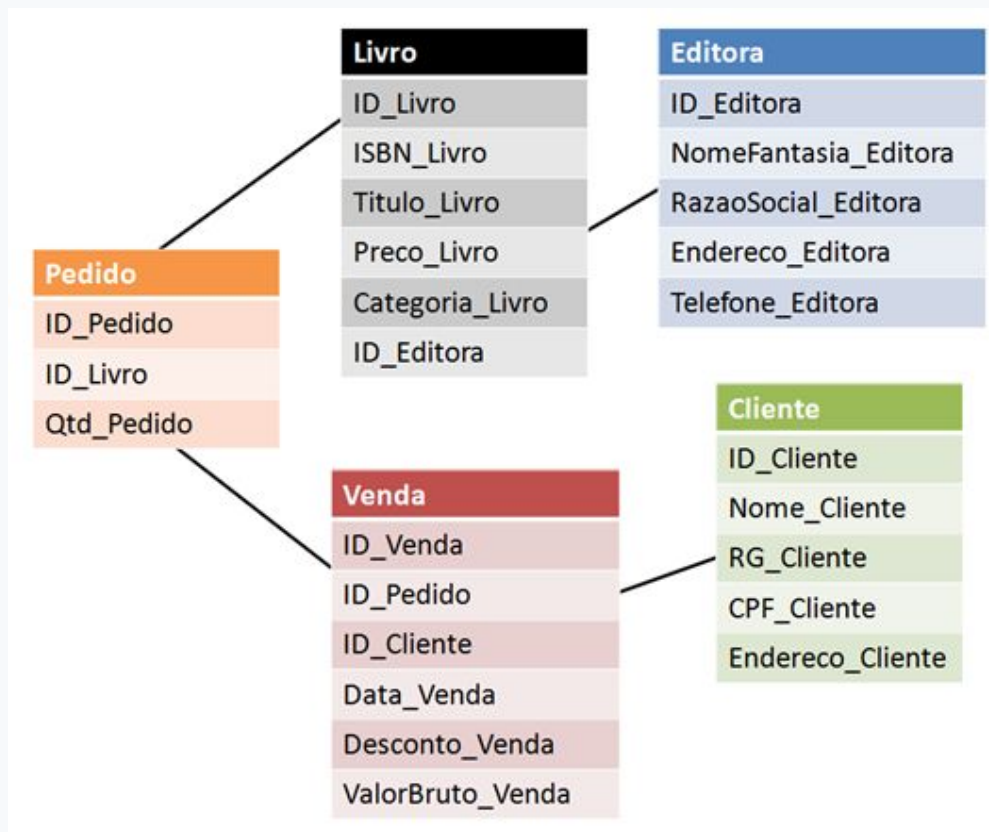 Livro
ID_Livro
ISBN_Livro
Titulo_Livro
Preco_Livro
Categoria_Livro
ID_Editora
Editora
ID_Editora
NomeFantasia_Editora
RazaoSocial_Editora
Endereco_Editora
Telefone_Editora
Pedido
ID_Pedido
ID_Livro
Qtd_Pedido
Venda
ID_Venda
ID_Pedido
ID_Cliente
Data_Venda
Desconto_Venda
ValorBruto_Venda
Cliente
ID_Cliente
Nome_Cliente
RG_Cliente
CPF_Cliente
Endereco_Cliente